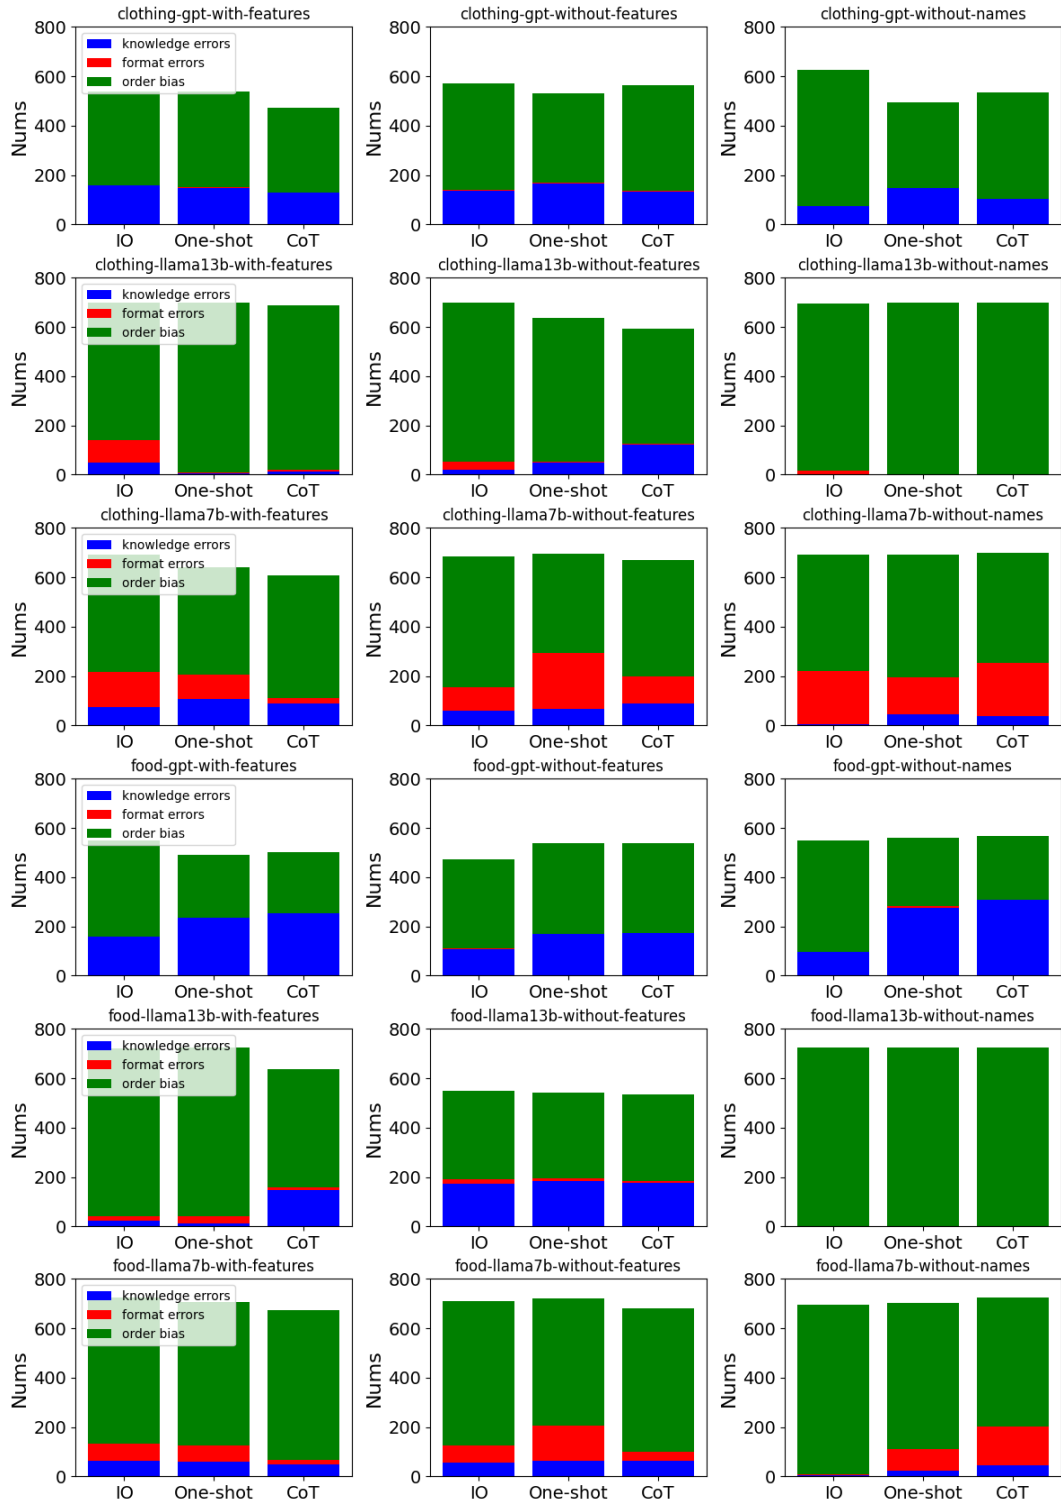 clothing-gpt-with-features
clothing-gpt-without-features
clothing-gpt-without-names
800
600
400
200
0
Nums
knowledge errors
format errors
order bias
IO One-shot CoT
800
600
400
200
0
Nums
IO One-shot CoT
800
600
400
200
0
Nums
IO One-shot CoT
clothing-llama13b-with-features
clothing-llama13b-without-features
clothing-llama13b-without-names
800
600
400
200
0
Nums
knowledge errors
format errors
order bias
IO One-shot CoT
800
600
400
200
0
Nums
IO One-shot CoT
800
600
400
200
0
Nums
IO One-shot CoT
clothing-llama7b-with-features
clothing-llama7b-without-features
clothing-llama7b-without-names
800
600
400
200
0
Nums
knowledge errors
format errors
order bias
IO One-shot CoT
800
600
400
200
0
Nums
IO One-shot CoT
800
600
400
200
0
Nums
IO One-shot CoT
food-gpt-with-features
food-gpt-without-features
food-gpt-without-names
800
600
400
200
0
Nums
knowledge errors
format errors
order bias
IO One-shot CoT
800
600
400
200
0
Nums
IO One-shot CoT
800
600
400
200
0
Nums
IO One-shot CoT
food-llama13b-with-features
food-llama13b-without-features
food-llama13b-without-names
800
600
400
200
0
Nums
knowledge errors
format errors
order bias
IO One-shot CoT
800
600
400
200
0
Nums
IO One-shot CoT
800
600
400
200
0
Nums
IO One-shot CoT
food-llama7b-with-features
food-llama7b-without-features
food-llama7b-without-names
800
600
400
200
0
Nums
knowledge errors
format errors
order bias
IO One-shot CoT
800
600
400
200
0
Nums
IO One-shot CoT
800
600
400
200
0
Nums
IO One-shot CoT